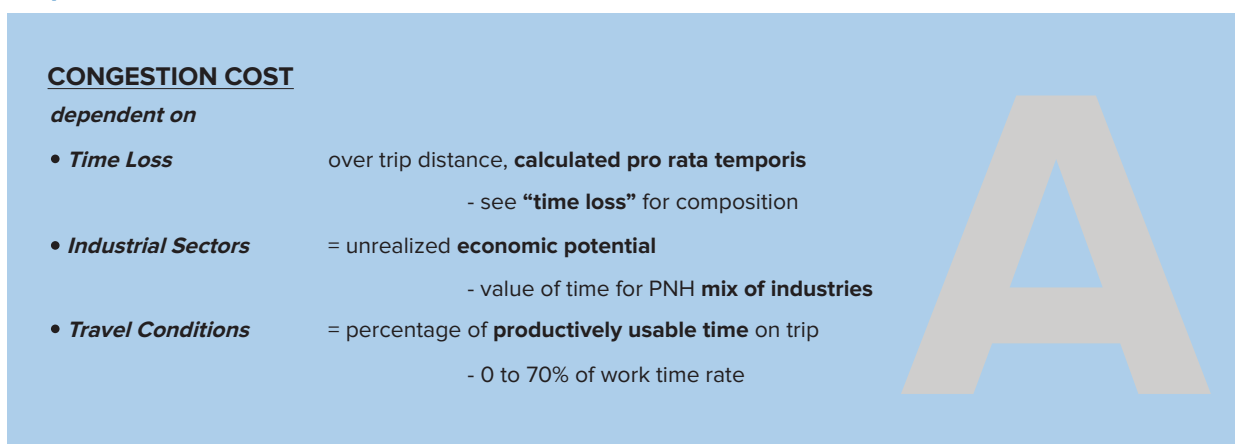 CONGESTION COST
dependent on
• Time Loss over trip distance, calculated pro rata temporis
- see “time loss” for composition
• Industrial Sectors = unrealized economic potential
- value of time for PNH mix of industries
• Travel Conditions = percentage of productively usable time on trip
- 0 to 70% of work time rate
A